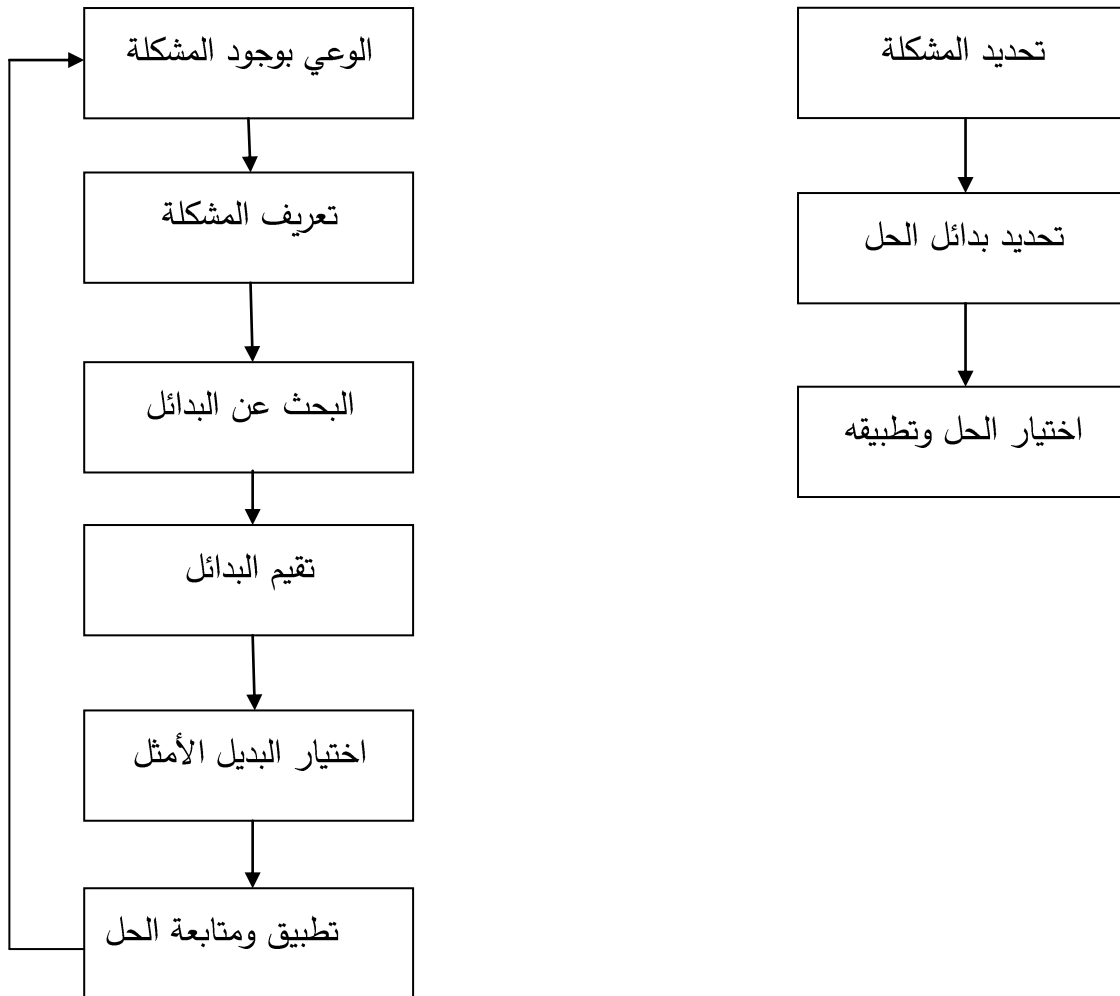 تحديد المشكلة
تحديد بدائل الحل
اختيار الحل وتطبيقه
الوعي بوجود المشكلة
تعريف المشكلة
البحث عن البدائل
تقيم البدائل
اختيار البديل الأمثل
تطبيق ومتابعة الحل